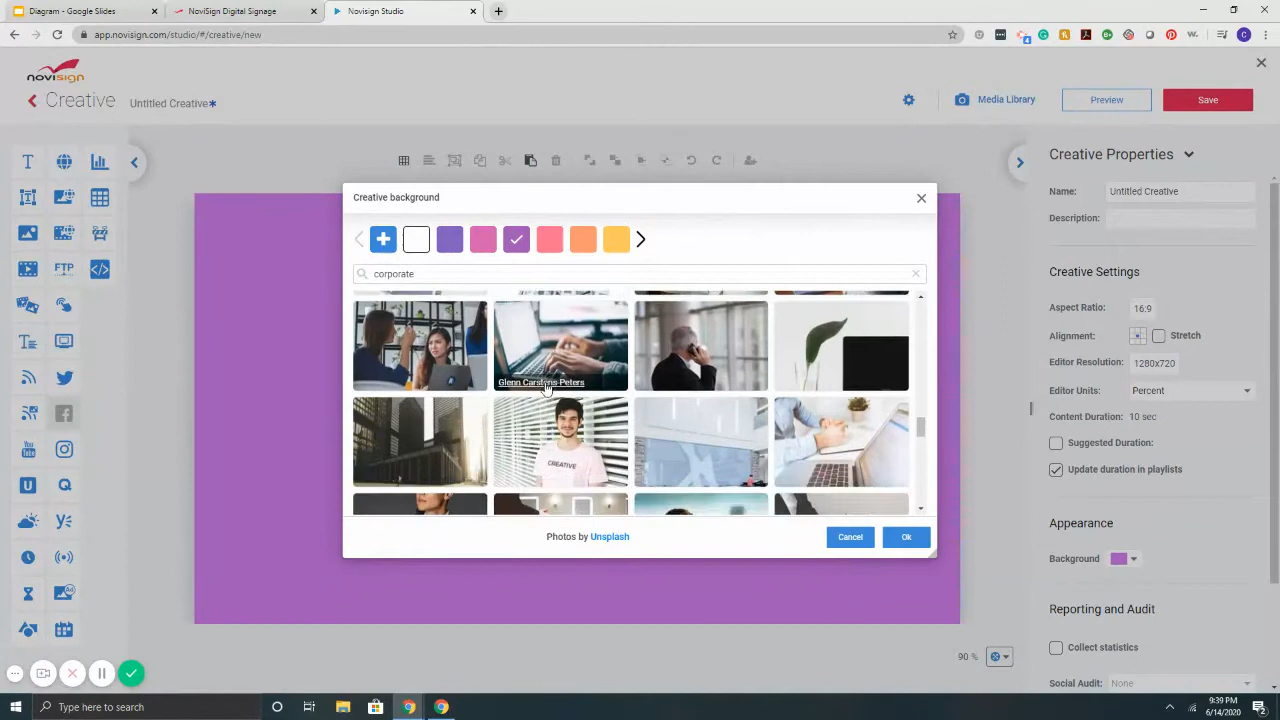 Diagram - Google Slides
NoviSign Digital Signage
NoviSign Studio
app.novisign.com/studio/#/creative/new
novisign
Creative
Untitled Creative*
Media Library
Preview
Save
Creative background
corporate
Glenn Carstens-Peters
CREATIVE
Photos by Unsplash
Cancel
Ok
FTP
Ad
90 %
Creative Properties
Name: Untitled Creative
Description:
Creative Settings
Aspect Ratio: 16:9
Alignment: Stretch
Editor Resolution: 1280x720
Editor Units: Percent
Content Duration: 10 sec
Suggested Duration:
Update duration in playlists
Appearance
Background
Reporting and Audit
Collect statistics
Social Audit: None
Type here to search
9:39 PM
6/14/2020